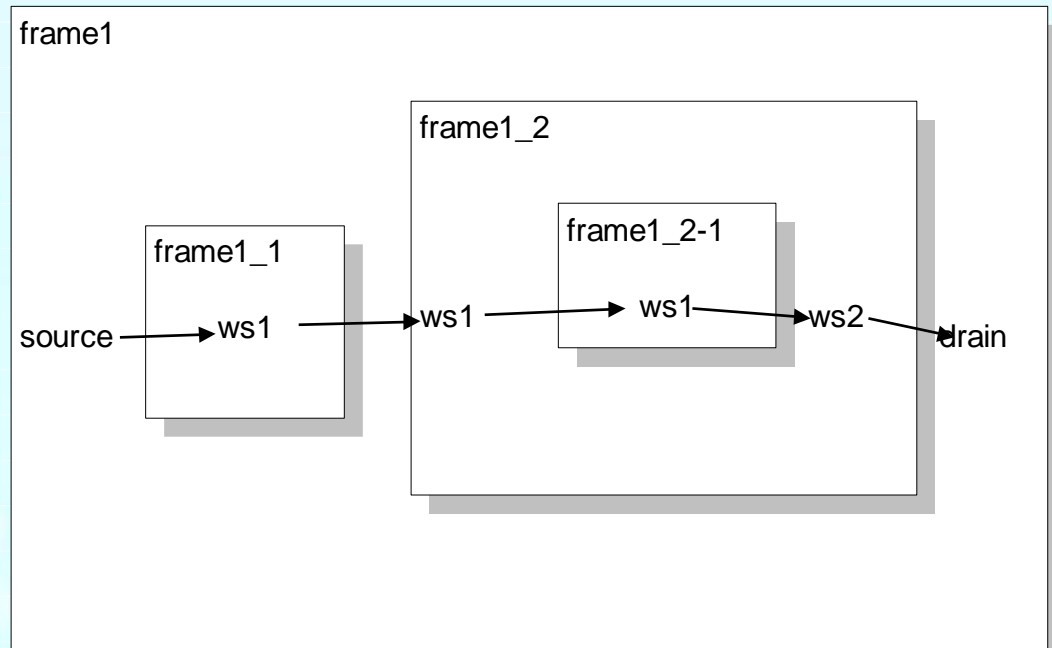 frame1
frame1_2
frame1_1
frame1_2-1
source
ws1
ws1
ws1
ws2
drain